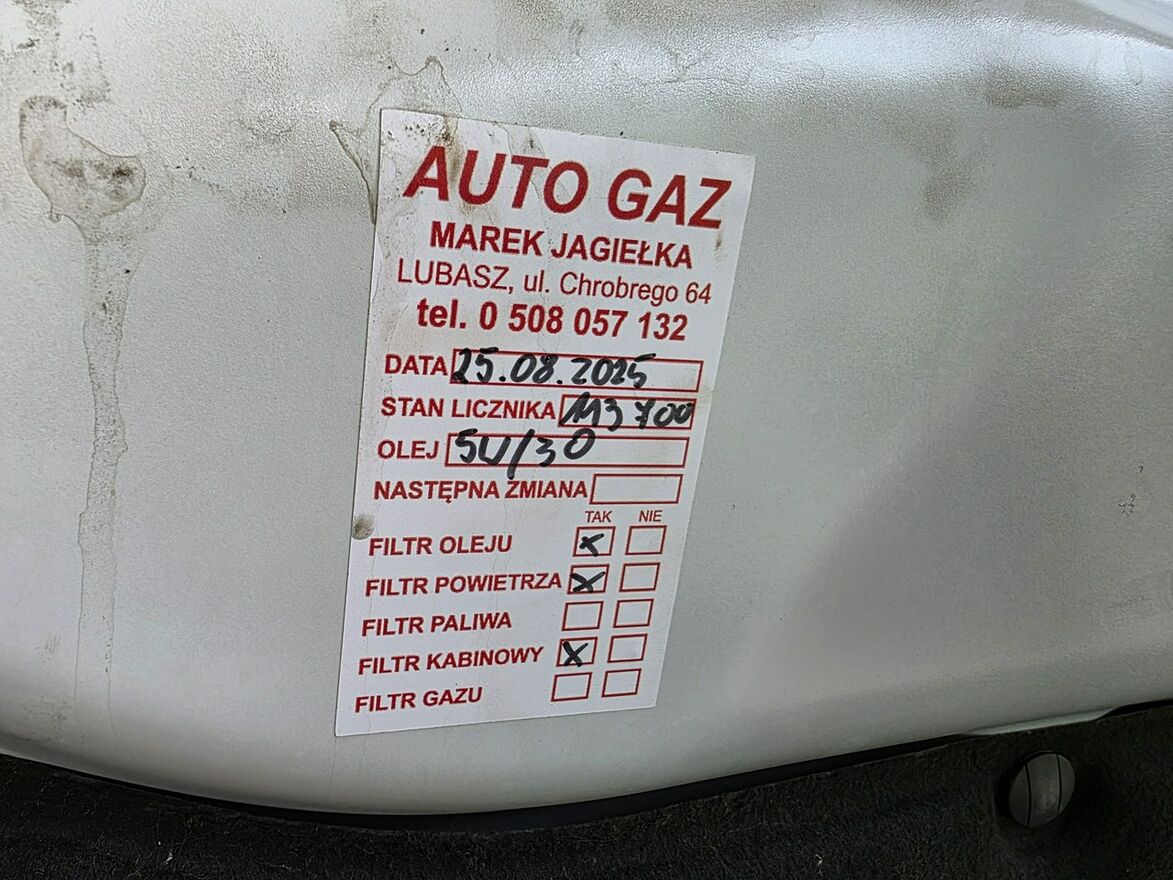 AUTO GAZ
MAREK JAGIEŁKA
LUBASZ, ul. Chrobrego 64
tel. 0 508 057 132
DATA 25.08.2025
STAN LICZNIKA 113 700
OLEJ 5W/30
NASTĘPNA ZMIANA
TAK NIE
FILTR OLEJU X
FILTR POWIETRZA X
FILTR PALIWA
FILTR KABINOWY X
FILTR GAZU